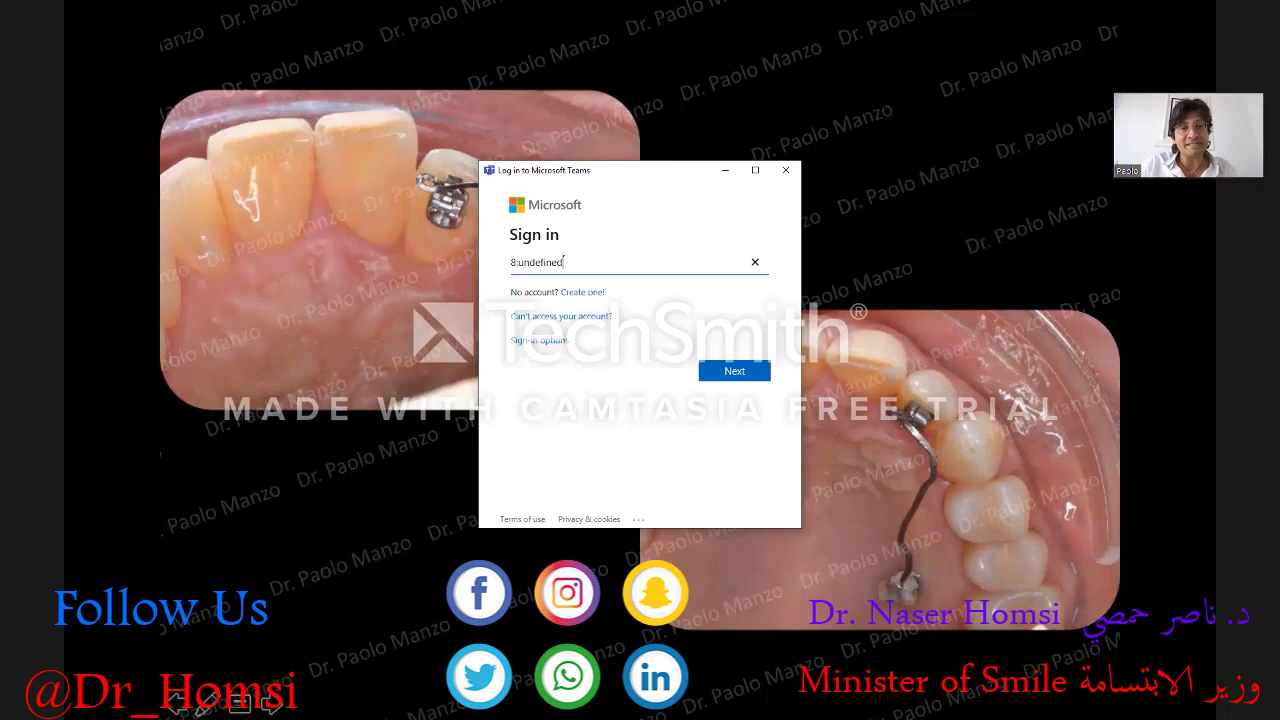 Dr. Paolo Manzo
Paolo
Log in to Microsoft Teams
Microsoft
Sign in
8:undefined
No account? Create one!
Can't access your account?
Sign-in options
Next
TechSmith®
MADE WITH CAMTASIA FREE TRIAL
Terms of use Privacy & cookies ...
Follow Us
Dr. Naser Homsi د. ناصر حمصي
@Dr_Homsi
Minister of Smile وزير الابتسامة